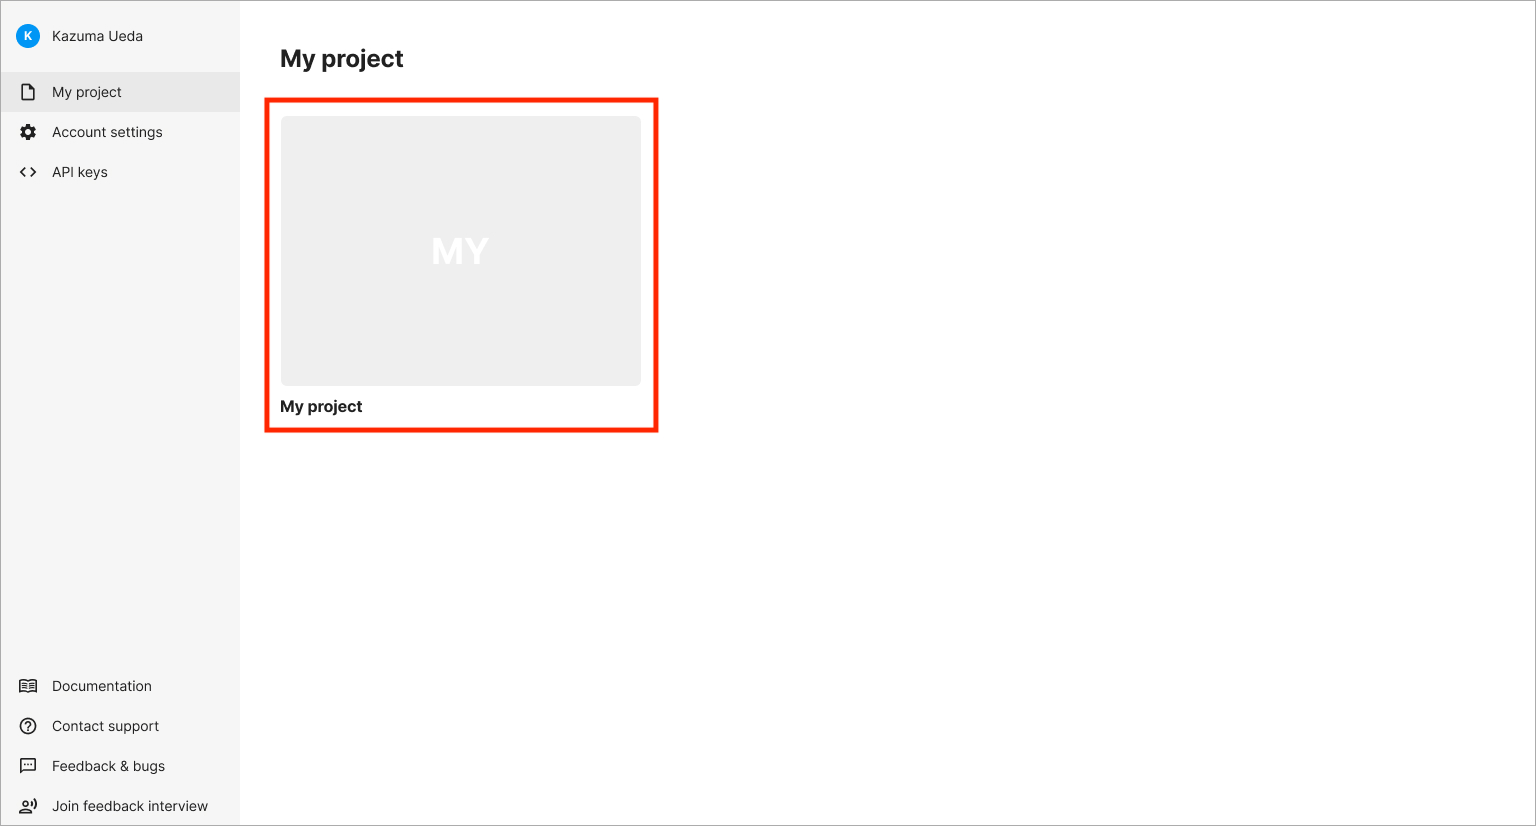 K
Kazuma Ueda
My project
Account settings
API keys
Documentation
Contact support
Feedback & bugs
Join feedback interview
My project
MY
My project